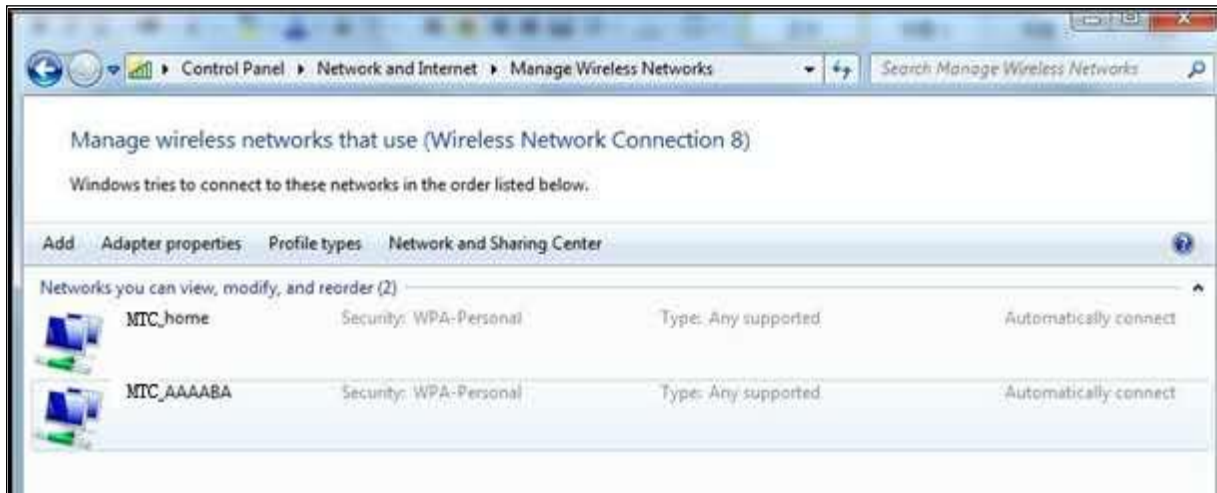 Control Panel ▸ Network and Internet ▸ Manage Wireless Networks Search Manage Wireless Networks
Manage wireless networks that use (Wireless Network Connection 8)
Windows tries to connect to these networks in the order listed below.
Add Adapter properties Profile types Network and Sharing Center
Networks you can view, modify, and reorder (2)
MTC_home Security: WPA-Personal Type: Any supported Automatically connect
MTC_AAAABA Security: WPA-Personal Type: Any supported Automatically connect